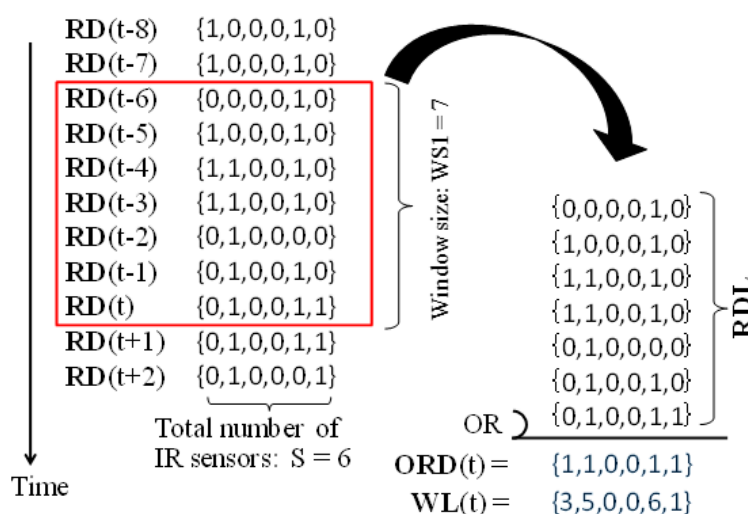 RD(t-8) {1,0,0,0,1,0}
RD(t-7) {1,0,0,0,1,0}
RD(t-6) {0,0,0,0,1,0}
RD(t-5) {1,0,0,0,1,0}
RD(t-4) {1,1,0,0,1,0}
RD(t-3) {1,1,0,0,1,0}
RD(t-2) {0,1,0,0,0,0}
RD(t-1) {0,1,0,0,1,0}
RD(t) {0,1,0,0,1,1}
RD(t+1) {0,1,0,0,1,1}
RD(t+2) {0,1,0,0,0,1}
Total number of
IR sensors: S = 6
Time
Window size: WS1 = 7
{0,0,0,0,1,0}
{1,0,0,0,1,0}
{1,1,0,0,1,0}
{1,1,0,0,1,0}
{0,1,0,0,0,0}
{0,1,0,0,1,0}
{0,1,0,0,1,1}
RDL
OR
ORD(t) = {1,1,0,0,1,1}
WL(t) = {3,5,0,0,6,1}